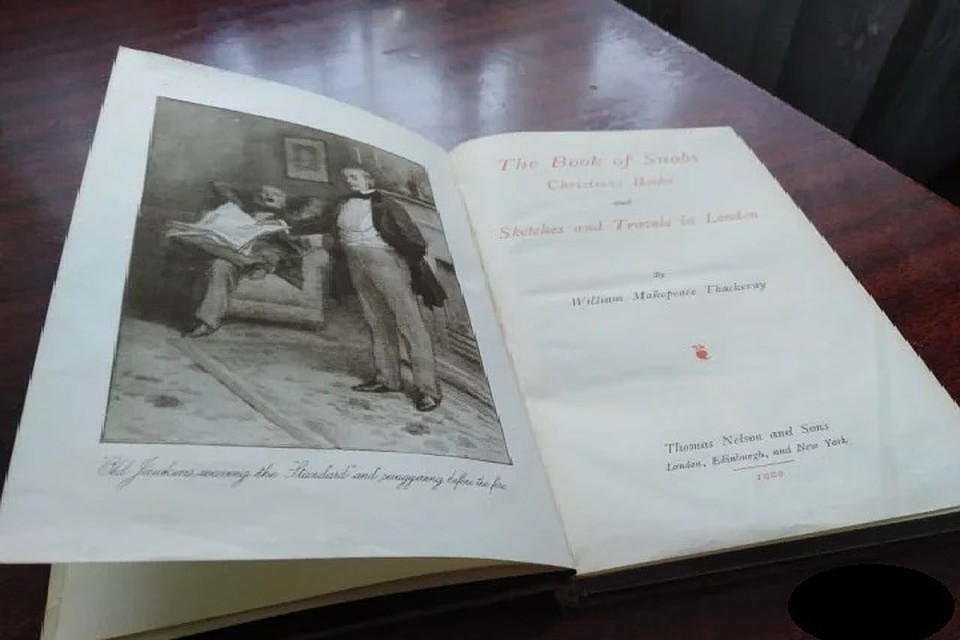 "Old Jawkins waving the "Standard" and swaggering before the fire
The Book of Snobs
Christmas Books
and
Sketches and Travels in London
By
William Makepeace Thackeray
Thomas Nelson and Sons
London, Edinburgh, and New York